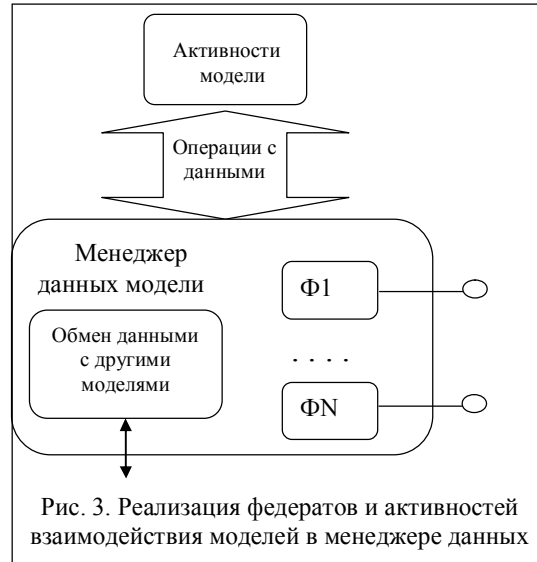 Активности
модели
Операции с
данными
Менеджер
данных модели
Обмен данными
с другими
моделями
Ф1
. . . .
ФN
Рис. 3. Реализация федератов и активностей
взаимодействия моделей в менеджере данных